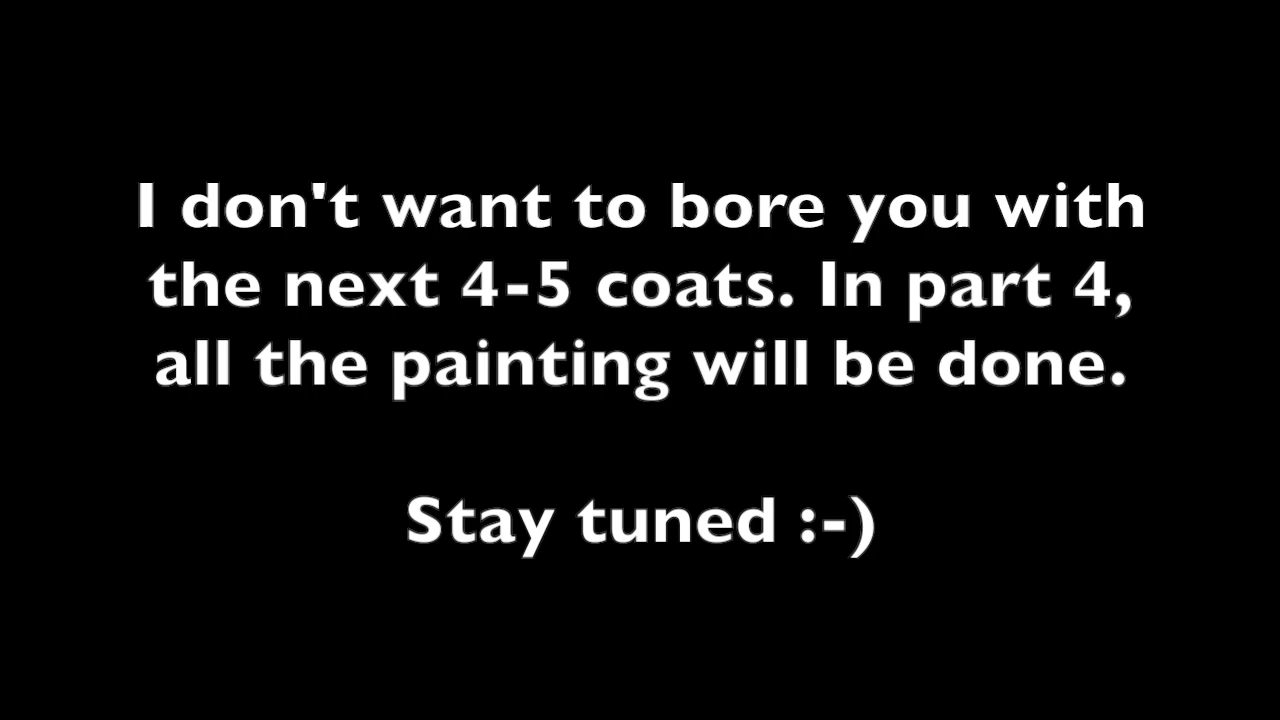 I don't want to bore you with
the next 4-5 coats. In part 4,
all the painting will be done.
Stay tuned :-)